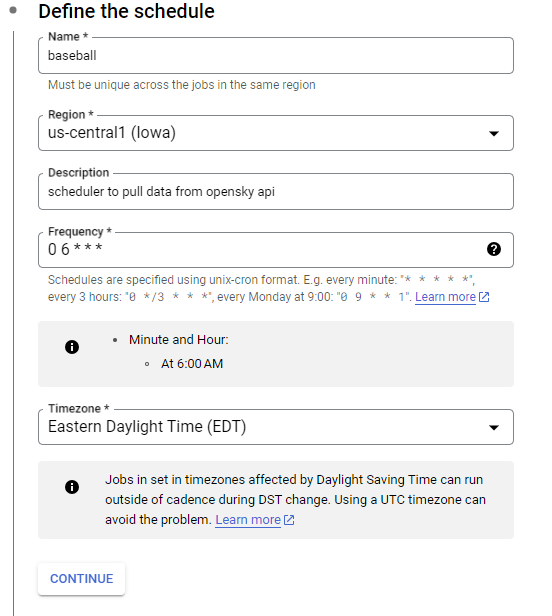 Define the schedule
Name *
baseball
Must be unique across the jobs in the same region
Region *
us-central1 (Iowa)
Description
scheduler to pull data from opensky api
Frequency *
0 6 * * *
Schedules are specified using unix-cron format. E.g. every minute: "* * * * *",
every 3 hours: "0 */3 * * *", every Monday at 9:00: "0 9 * * 1". Learn more
Minute and Hour:
At 6:00 AM
Timezone *
Eastern Daylight Time (EDT)
Jobs in set in timezones affected by Daylight Saving Time can run
outside of cadence during DST change. Using a UTC timezone can
avoid the problem. Learn more
CONTINUE